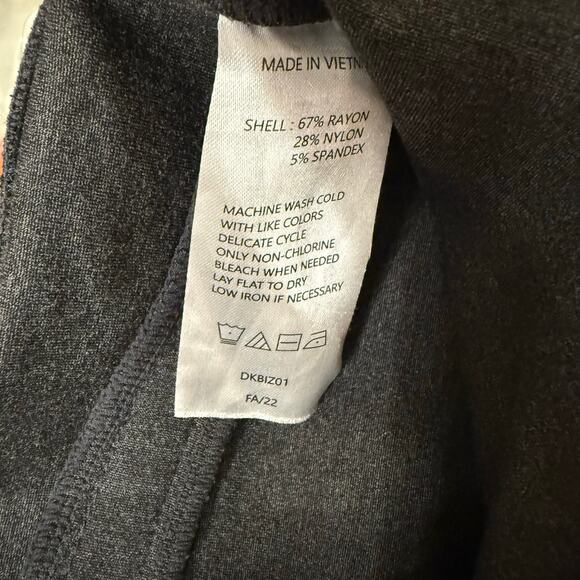 MADE IN VIETN
SHELL : 67% RAYON
28% NYLON
5% SPANDEX
MACHINE WASH COLD
WITH LIKE COLORS
DELICATE CYCLE
ONLY NON-CHLORINE
BLEACH WHEN NEEDED
LAY FLAT TO DRY
LOW IRON IF NECESSARY
DKBIZ01
FA/22